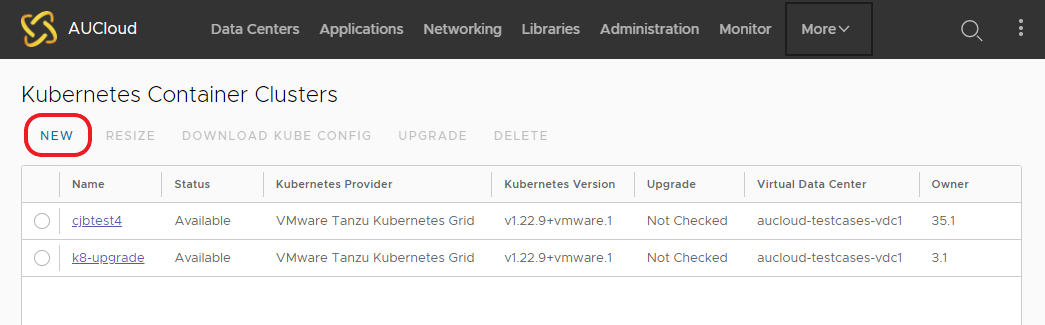 AUCloud Data Centers Applications Networking Libraries Administration Monitor More
Kubernetes Container Clusters
NEW RESIZE DOWNLOAD KUBE CONFIG UPGRADE DELETE
Name Status Kubernetes Provider Kubernetes Version Upgrade Virtual Data Center Owner
cjbtest4 Available VMware Tanzu Kubernetes Grid v1.22.9+vmware.1 Not Checked aucloud-testcases-vdc1 35.1
k8-upgrade Available VMware Tanzu Kubernetes Grid v1.22.9+vmware.1 Not Checked aucloud-testcases-vdc1 3.1